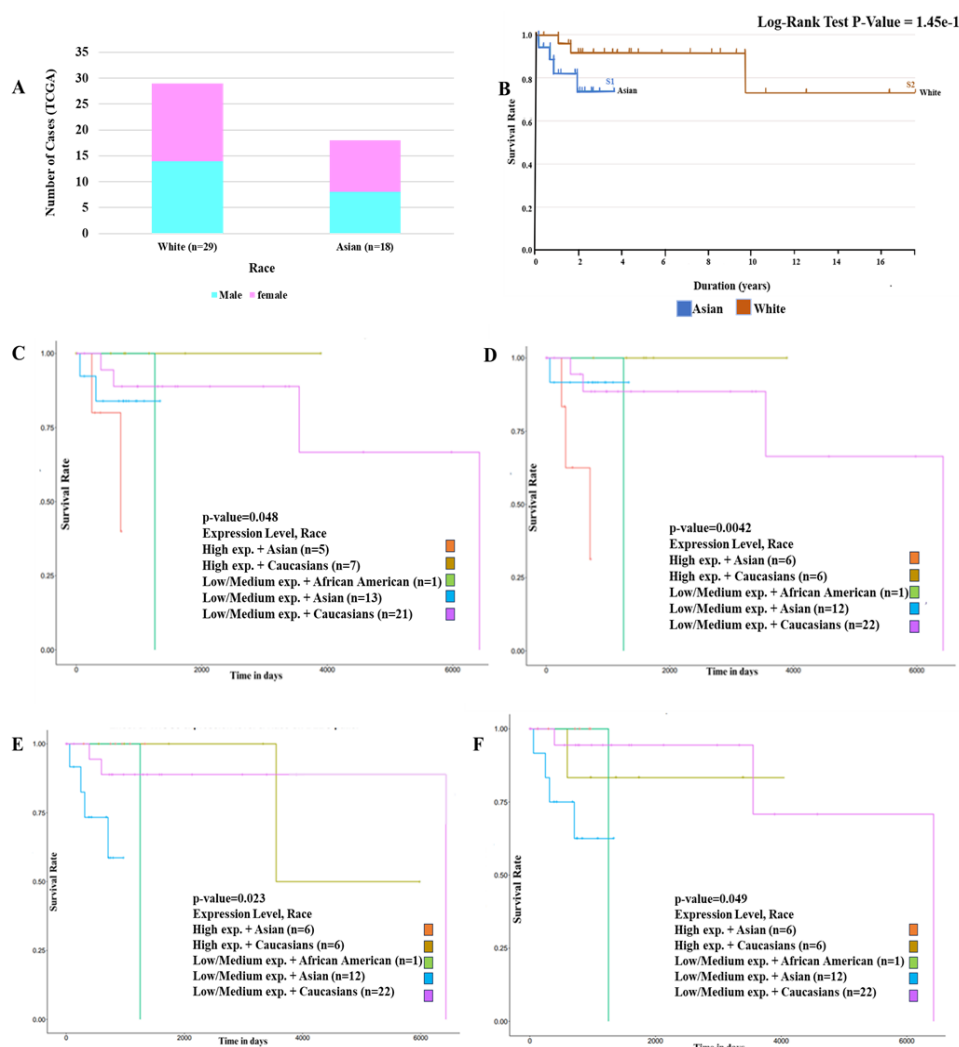 A
Number of Cases (TCGA)
35
30
25
20
15
10
5
0
White (n=29)
Asian (n=18)
Race
Male
female
Log-Rank Test P-Value = 1.45e-1
B
Survival Rate
1.0
0.8
0.6
0.4
0.2
0.0
S1
Asian
S2
White
0 2 4 6 8 10 12 14 16
Duration (years)
Asian
White
C
Survival Rate
1.00
0.75
0.50
0.25
0.00
p-value=0.048
Expression Level, Race
High exp. + Asian (n=5)
High exp. + Caucasians (n=7)
Low/Medium exp. + African American (n=1)
Low/Medium exp. + Asian (n=13)
Low/Medium exp. + Caucasians (n=21)
0 2000 4000 6000
Time in days
D
Survival Rate
1.00
0.75
0.50
0.25
0.00
p-value=0.0042
Expression Level, Race
High exp. + Asian (n=6)
High exp. + Caucasians (n=6)
Low/Medium exp. + African American (n=1)
Low/Medium exp. + Asian (n=12)
Low/Medium exp. + Caucasians (n=22)
0 2000 4000 6000
Time in days
E
Survival Rate
1.00
0.75
0.50
0.25
0.00
p-value=0.023
Expression Level, Race
High exp. + Asian (n=6)
High exp. + Caucasians (n=6)
Low/Medium exp. + African American (n=1)
Low/Medium exp. + Asian (n=12)
Low/Medium exp. + Caucasians (n=22)
0 2000 4000 6000
Time in days
F
Survival Rate
1.00
0.75
0.50
0.25
0.00
p-value=0.049
Expression Level, Race
High exp. + Asian (n=6)
High exp. + Caucasians (n=6)
Low/Medium exp. + African American (n=1)
Low/Medium exp. + Asian (n=12)
Low/Medium exp. + Caucasians (n=22)
0 2000 4000 6000
Time in days